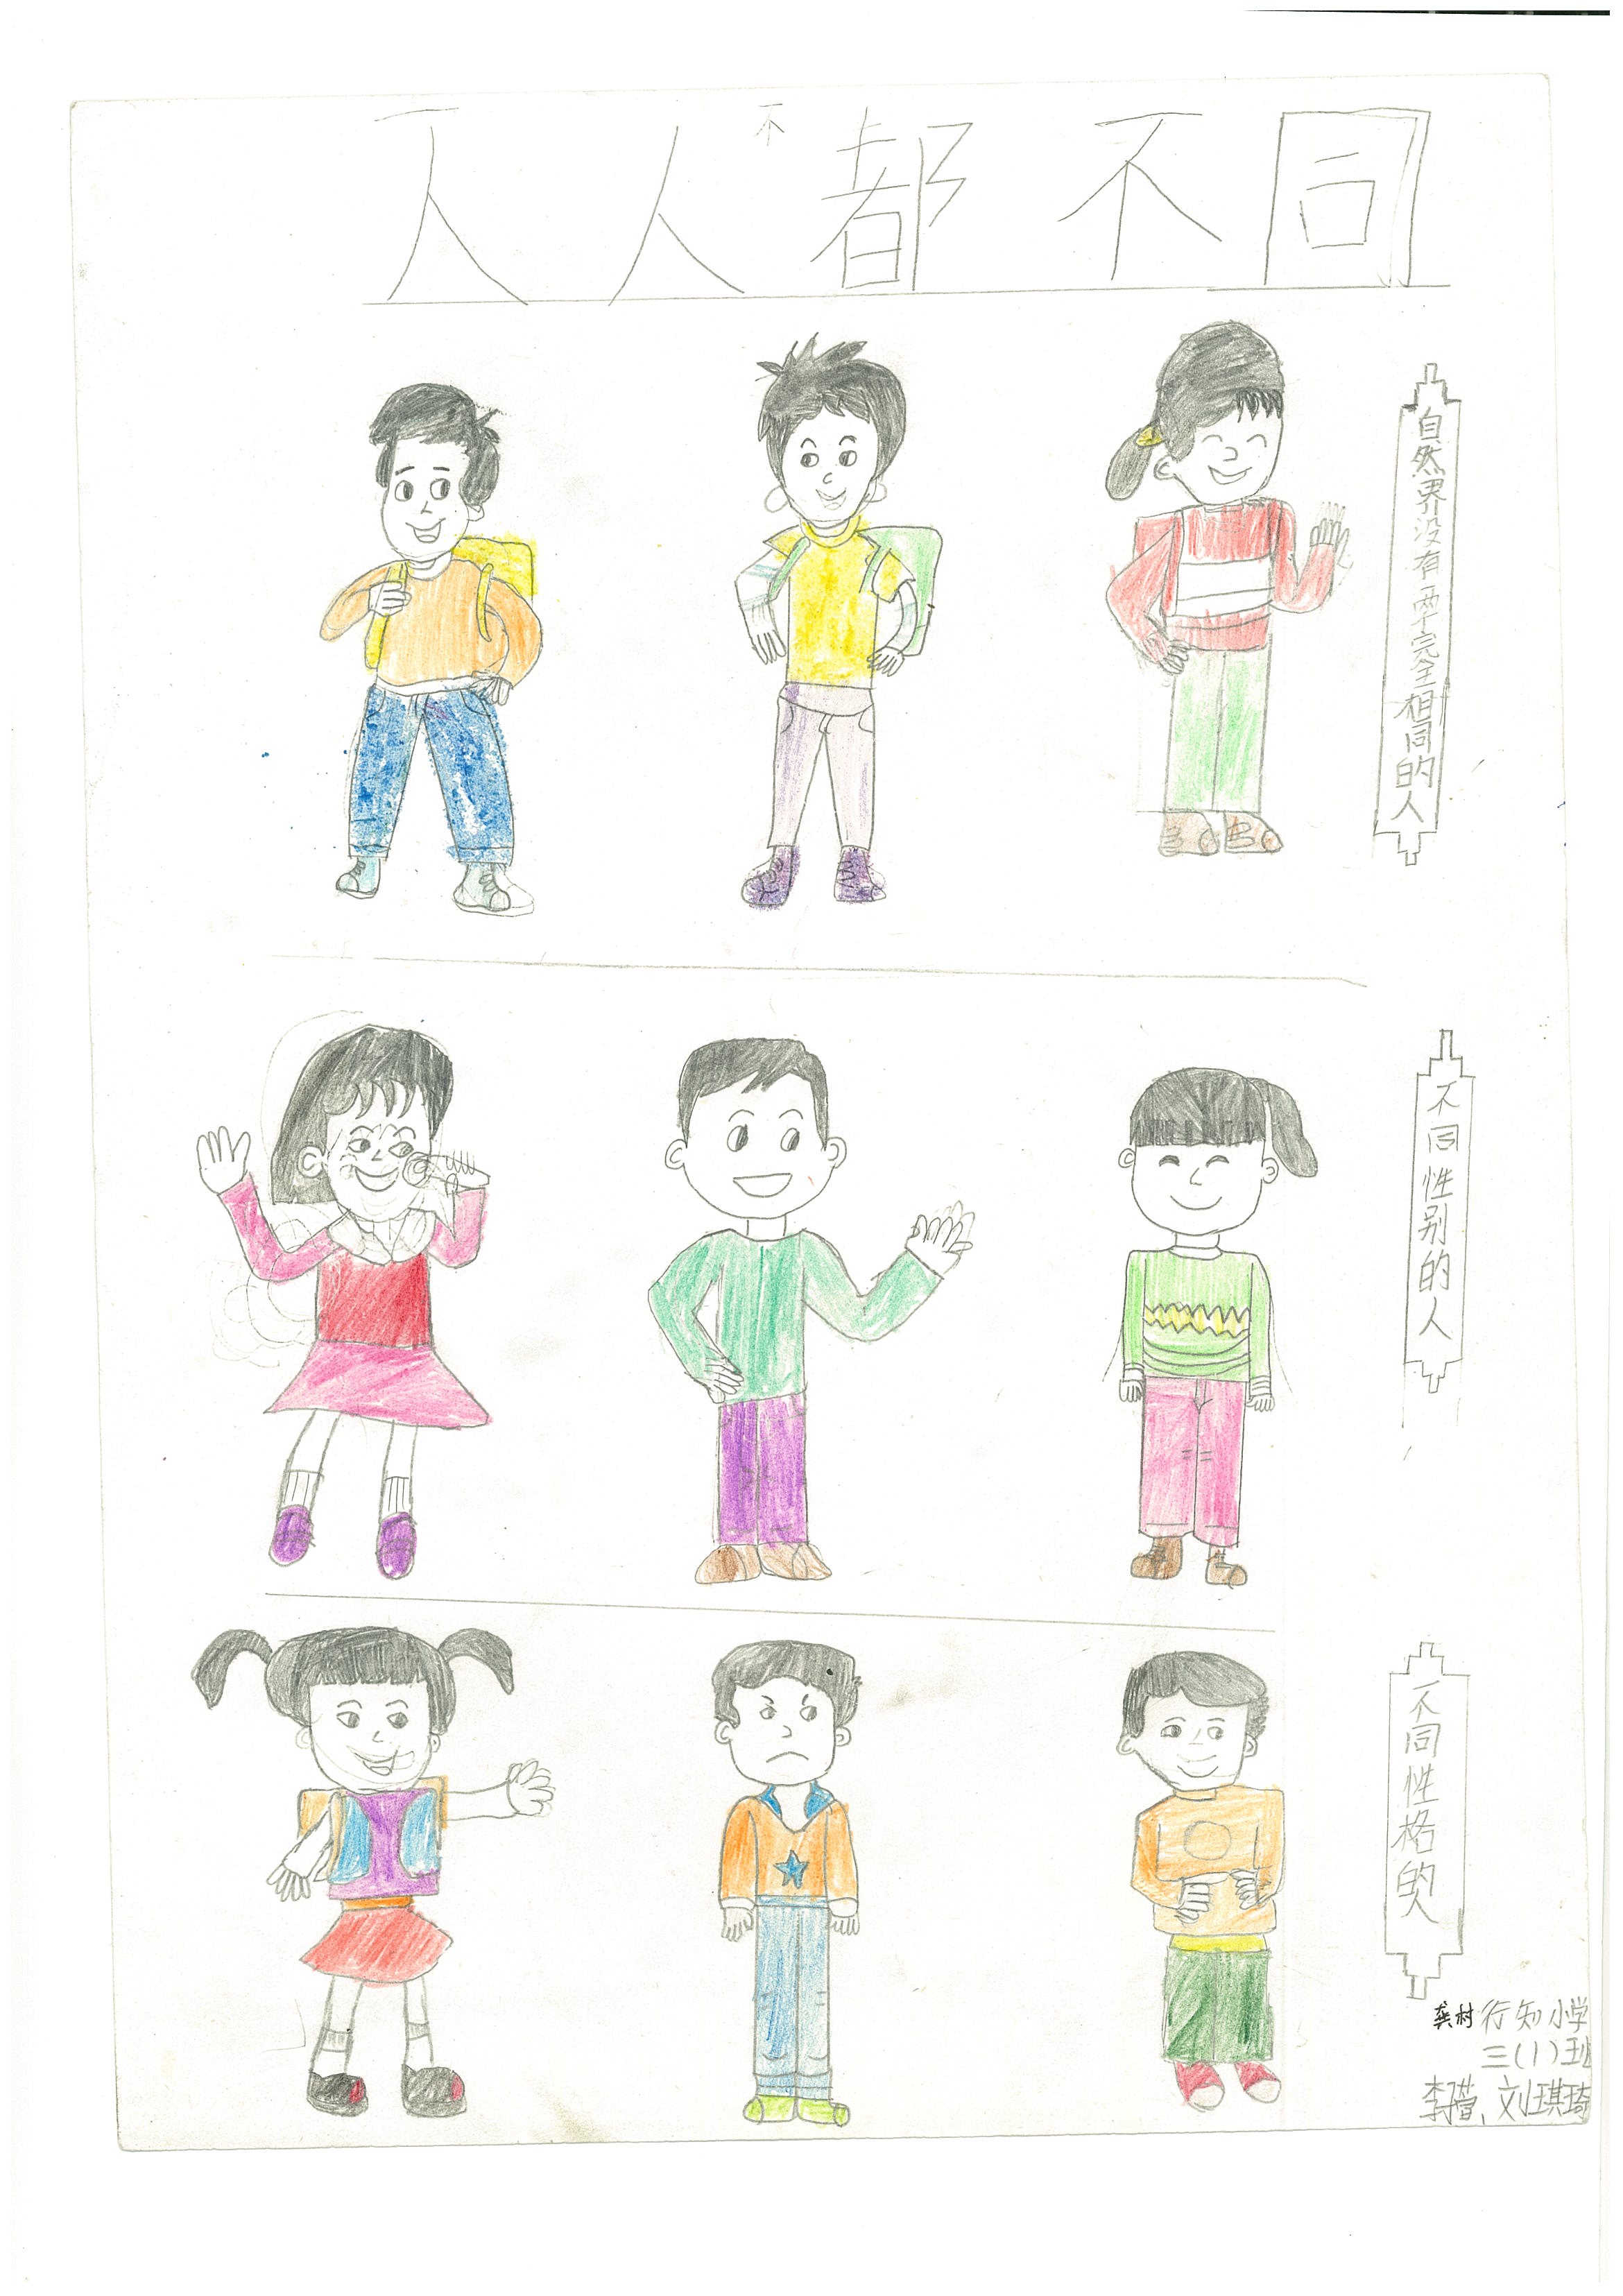 人人都不同
不
自然界没有两个完全相同的人
不同性别的人
不同性格的人
龚村行知小学
三(1)班
李萱、刘琪琦